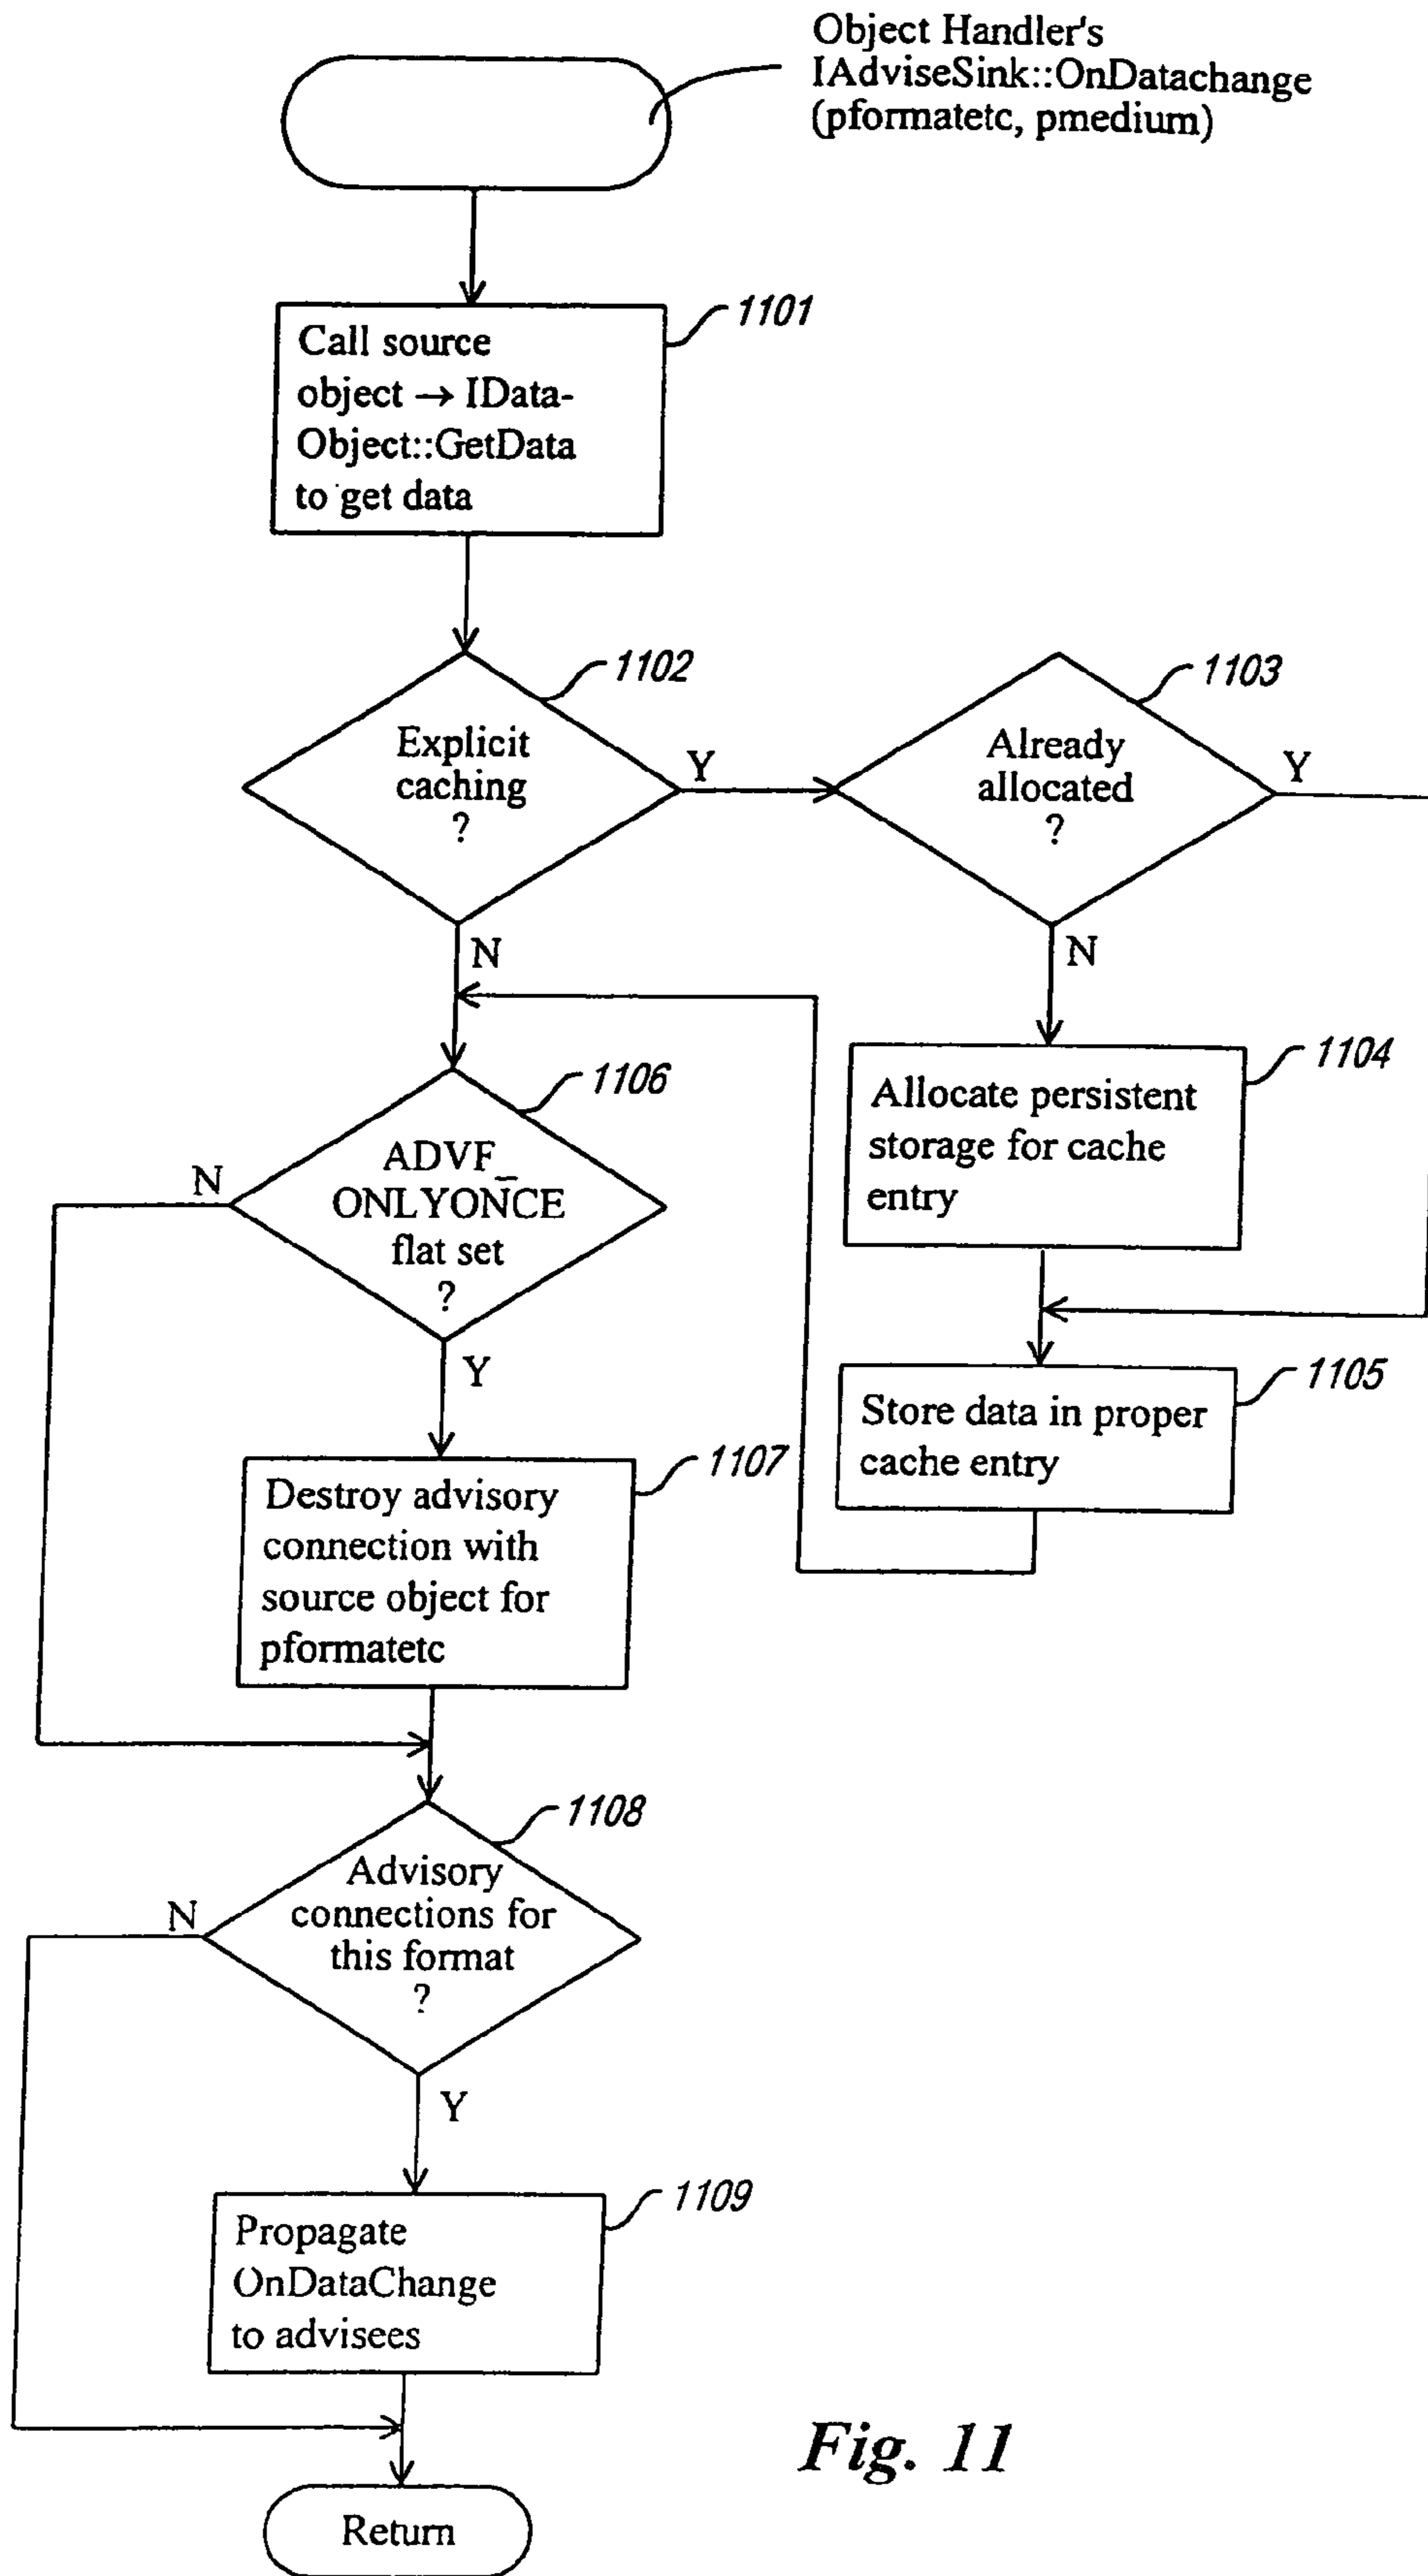 Object Handler's
IAdviseSink::OnDatachange
(pformatetc, pmedium)
1101
Call source
object → IData-
Object::GetData
to get data
1102
Explicit
caching
?
Y
N
1103
Already
allocated
?
Y
N
1104
Allocate persistent
storage for cache
entry
1105
Store data in proper
cache entry
1106
ADVF_
ONLYONCE
flat set
?
N
Y
1107
Destroy advisory
connection with
source object for
pformatetc
1108
Advisory
connections for
this format
?
N
Y
1109
Propagate
OnDataChange
to advisees
Return
Fig. 11